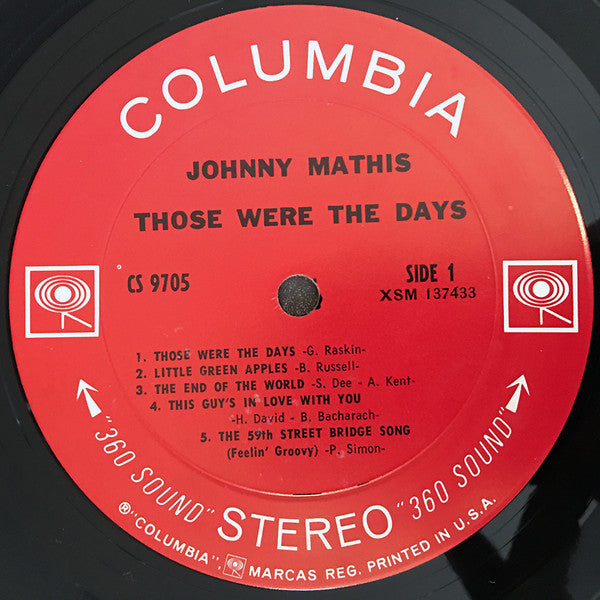 COLUMBIA
JOHNNY MATHIS
THOSE WERE THE DAYS
CS 9705
SIDE 1
XSM 137433
1. THOSE WERE THE DAYS -G. Raskin-
2. LITTLE GREEN APPLES -B. Russell-
3. THE END OF THE WORLD -S. Dee - A. Kent-
4. THIS GUY'S IN LOVE WITH YOU
-H. David - B. Bacharach-
5. THE 59th STREET BRIDGE SONG
(Feelin' Groovy) -P. Simon-
"360 SOUND" STEREO "360 SOUND"
®"COLUMBIA", MARCAS REG. PRINTED IN U.S.A.